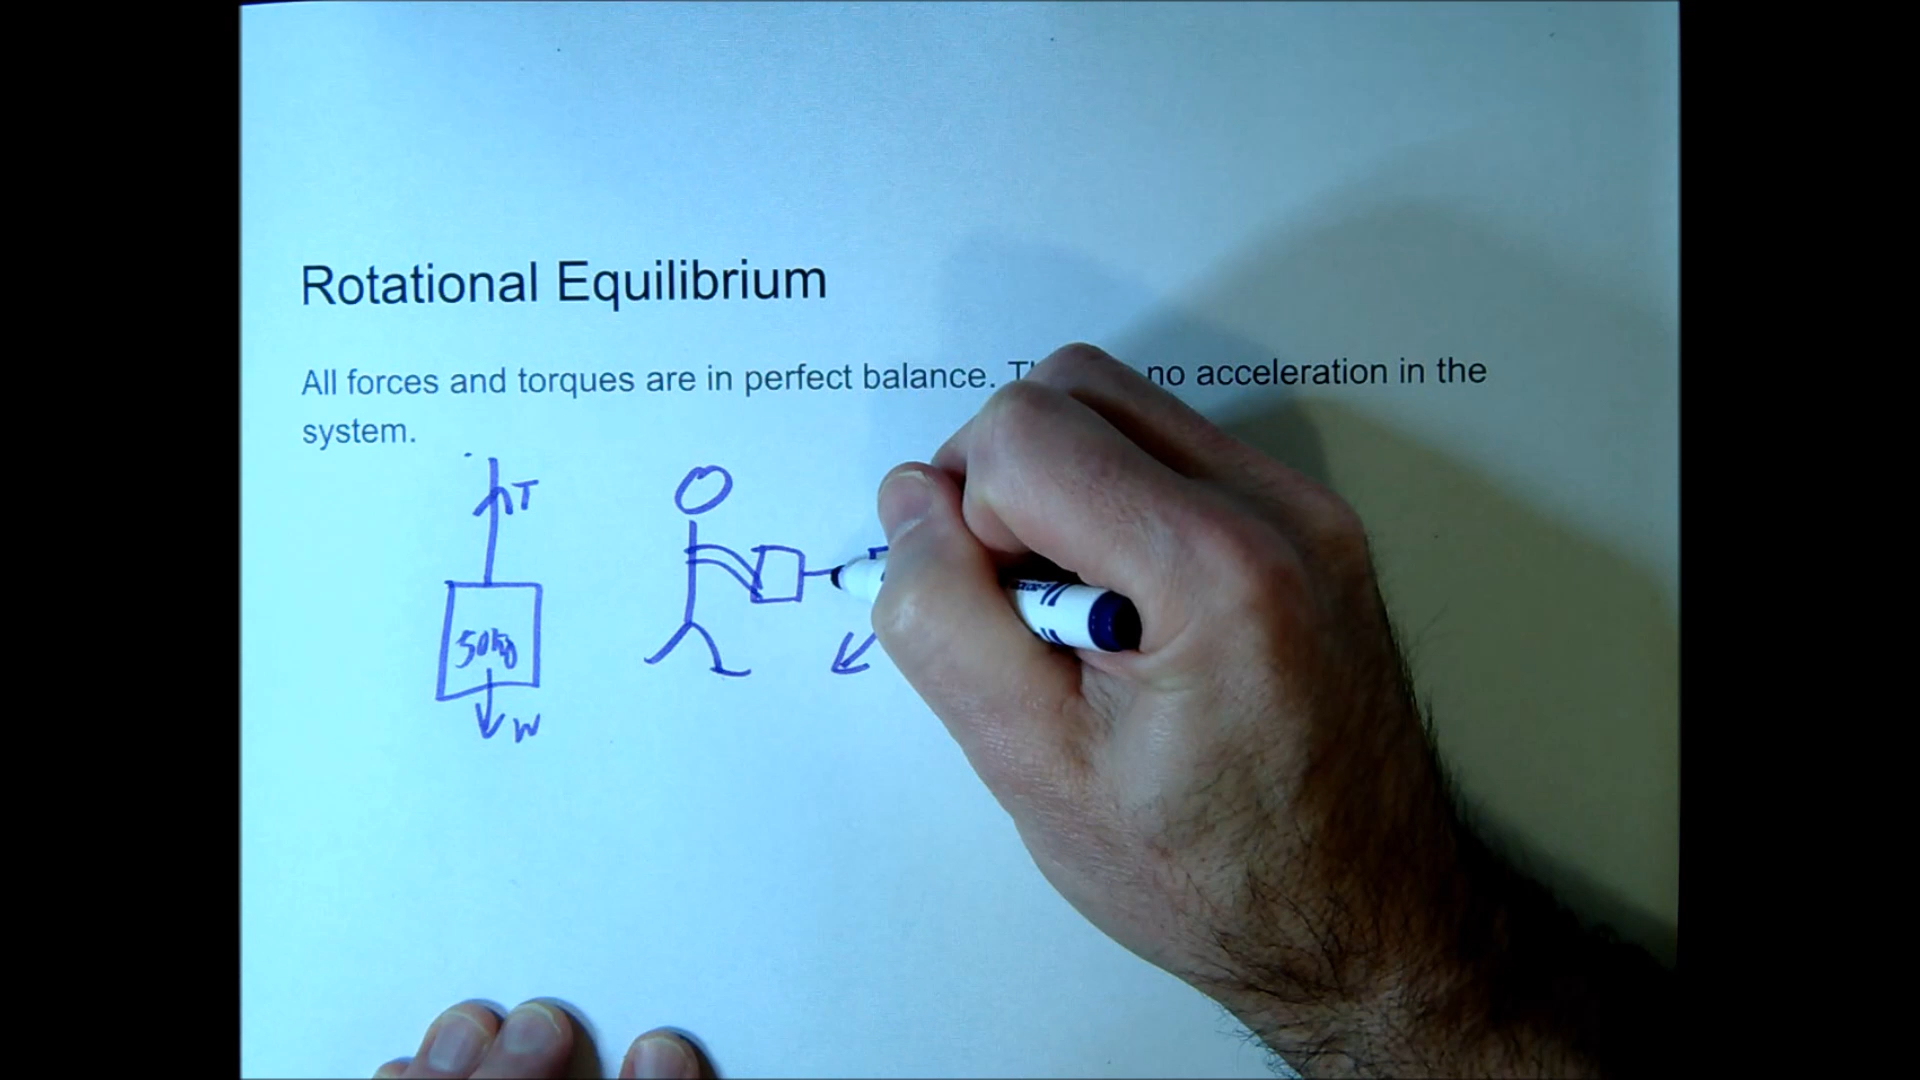 Rotational Equilibrium
All forces and torques are in perfect balance. no acceleration in the
system.
T
50kg
W